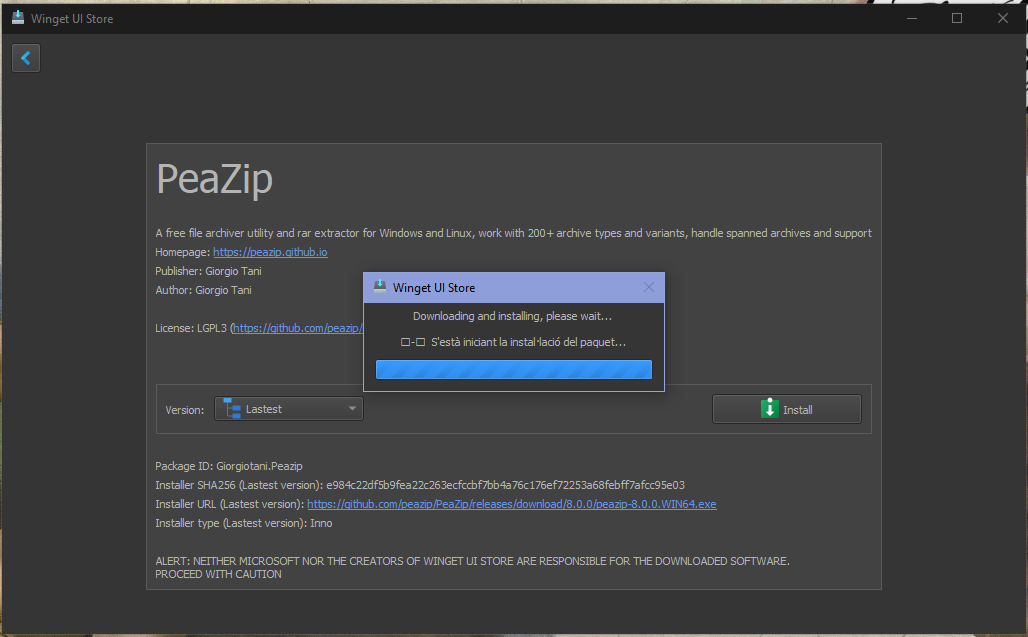 Winget UI Store
PeaZip
A free file archiver utility and rar extractor for Windows and Linux, work with 200+ archive types and variants, handle spanned archives and support
Homepage: https://peazip.github.io
Publisher: Giorgio Tani
Author: Giorgio Tani
License: LGPL3 (https://github.com/peazip/
Winget UI Store
Downloading and installing, please wait...
□-□ S'està iniciant la instal·lació del paquet...
Version: Lastest
Install
Package ID: Giorgiotani.Peazip
Installer SHA256 (Lastest version): e984c22df5b9fea22c263ecfccbf7bb4a76c176ef72253a68febff7afcc95e03
Installer URL (Lastest version): https://github.com/peazip/PeaZip/releases/download/8.0.0/peazip-8.0.0.WIN64.exe
Installer type (Lastest version): Inno
ALERT: NEITHER MICROSOFT NOR THE CREATORS OF WINGET UI STORE ARE RESPONSIBLE FOR THE DOWNLOADED SOFTWARE.
PROCEED WITH CAUTION